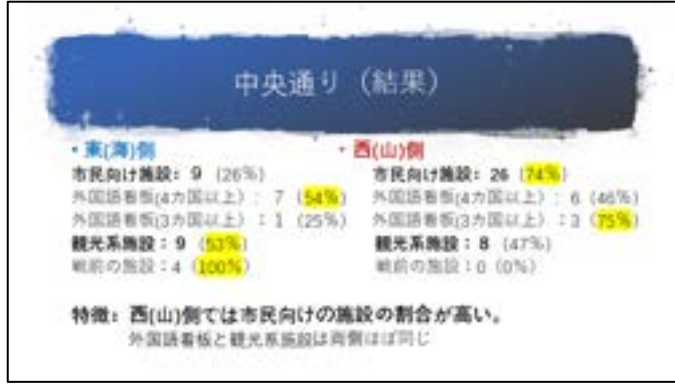 中央通り（結果）
・東(海)側
市民向け施設: 9 (26%)
外国語看板(4カ国以上）: 7 (54%)
外国語看板(3カ国以上）：1 (25%)
観光系施設：9 (53%)
戦前の施設：4 (100%)
・西(山)側
市民向け施設: 26 (74%)
外国語看板(4カ国以上）: 6 (46%)
外国語看板(3カ国以上）：3 (75%)
観光系施設：8 (47%)
戦前の施設：0 (0%)
特徴: 西(山)側では市民向けの施設の割合が高い。
外国語看板と観光系施設は両側ほぼ同じ